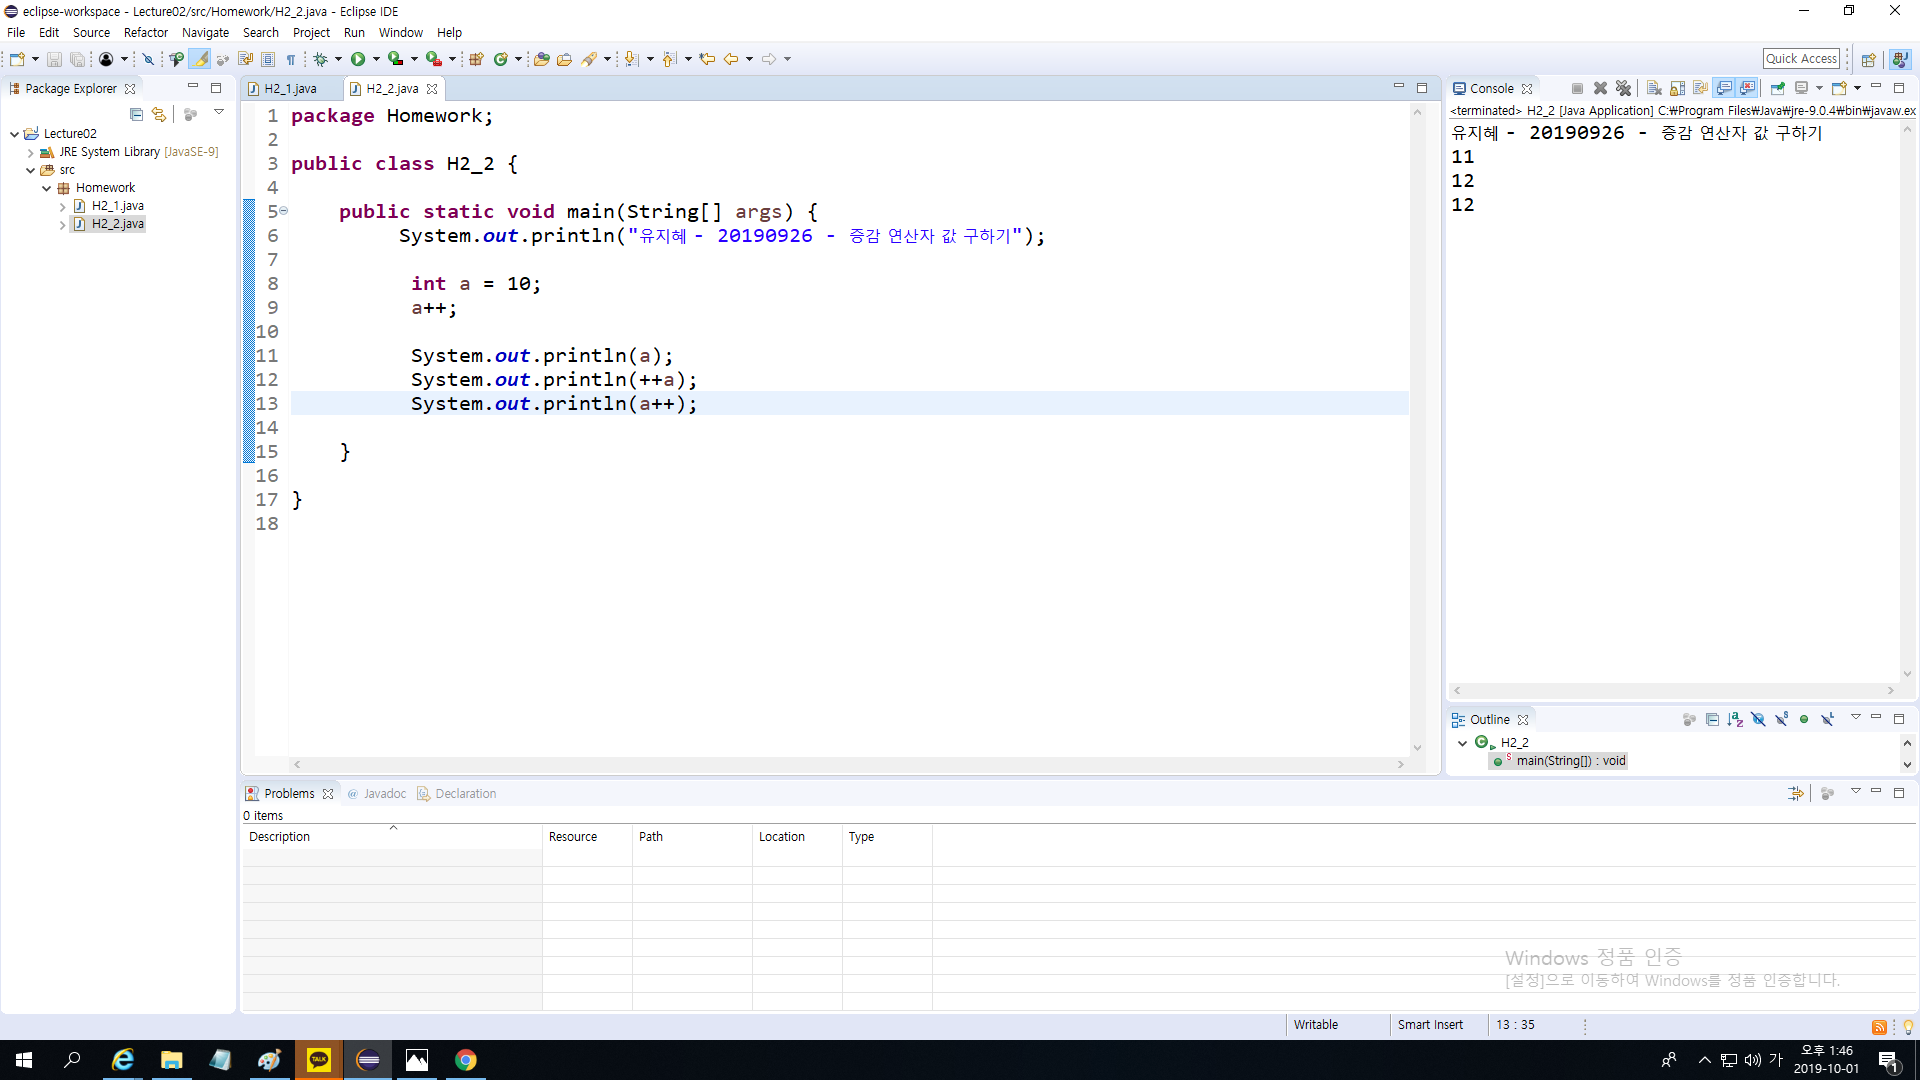 eclipse-workspace - Lecture02/src/Homework/H2_2.java - Eclipse IDE
File Edit Source Refactor Navigate Search Project Run Window Help
Quick Access
Package Explorer
Lecture02
JRE System Library [JavaSE-9]
src
Homework
H2_1.java
H2_2.java
H2_1.java H2_2.java
1 package Homework;
2
3 public class H2_2 {
4
5 public static void main(String[] args) {
6 System.out.println("유지혜 - 20190926 - 증감 연산자 값 구하기");
7
8 int a = 10;
9 a++;
10
11 System.out.println(a);
12 System.out.println(++a);
13 System.out.println(a++);
14
15 }
16
17 }
18
Console
<terminated> H2_2 [Java Application] C:₩Program Files₩Java₩jre-9.0.4₩bin₩javaw.ex
유지혜 - 20190926 - 증감 연산자 값 구하기
11
12
12
Outline
H2_2
main(String[]) : void
Problems Javadoc Declaration
0 items
Description Resource Path Location Type
Windows 정품 인증
[설정]으로 이동하여 Windows를 정품 인증합니다.
Writable Smart Insert 13 : 35
TALK
가
오후 1:46
2019-10-01
1